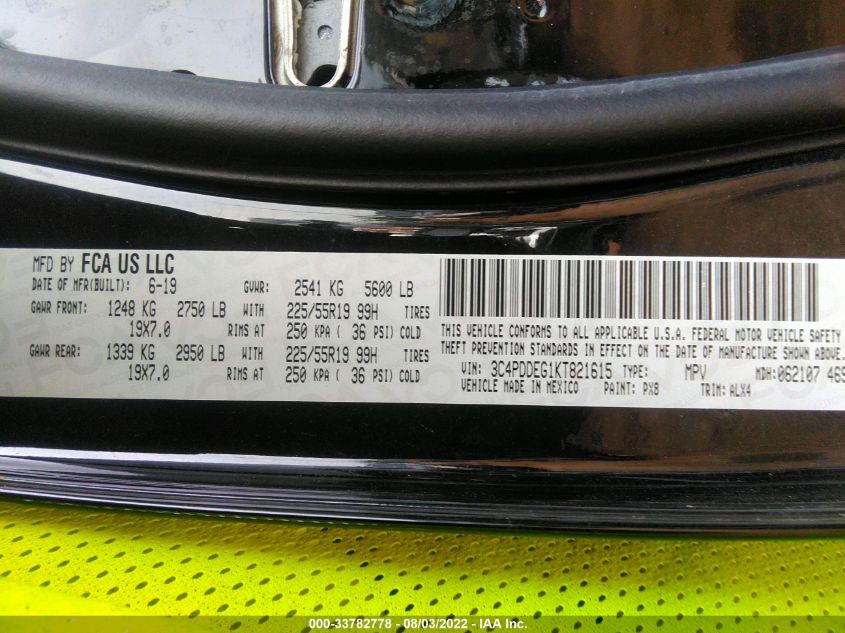 MFD BY FCA US LLC
DATE OF MFR(BUILT): 6-19 GVWR: 2541 KG 5600 LB
GAWR FRONT: 1248 KG 2750 LB WITH 225/55R19 99H TIRES
19X7.0 RIMS AT 250 KPA ( 36 PSI) COLD
GAWR REAR: 1339 KG 2950 LB WITH 225/55R19 99H TIRES
19X7.0 RIMS AT 250 KPA ( 36 PSI) COLD
THIS VEHICLE CONFORMS TO ALL APPLICABLE U.S.A. FEDERAL MOTOR VEHICLE SAFETY
THEFT PREVENTION STANDARDS IN EFFECT ON THE DATE OF MANUFACTURE SHOWN ABOVE.
VIN: 3C4PDDEG1KT821615 TYPE: MPV MDH: 062107 469
VEHICLE MADE IN MEXICO PAINT: PX8 TRIM: ALX4
000-33782778 - 08/03/2022 - IAA Inc.